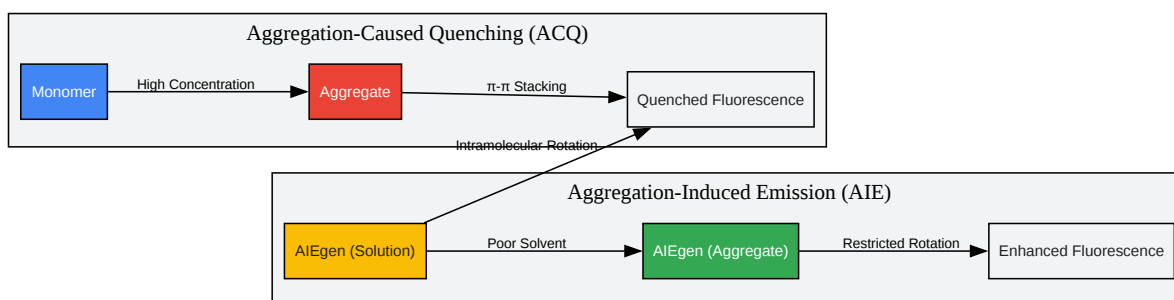 Aggregation-Caused Quenching (ACQ)
Monomer
High Concentration
Aggregate
π-π Stacking
Quenched Fluorescence
Intramolecular Rotation
Aggregation-Induced Emission (AIE)
AIEgen (Solution)
Poor Solvent
AIEgen (Aggregate)
Restricted Rotation
Enhanced Fluorescence